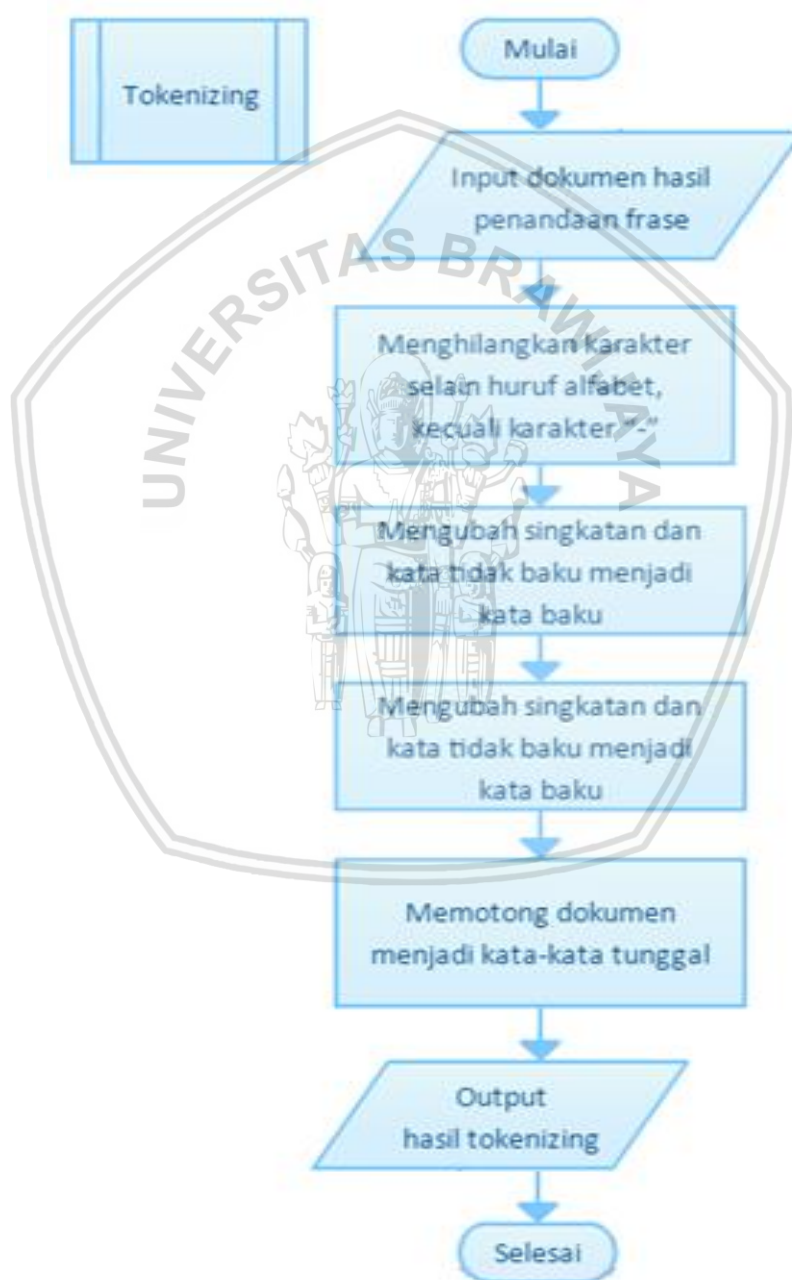 Tokenizing
Mulai
Input dokumen hasil
penandaan frase
UNIVERSITAS BRAWIJAYA
Menghilangkan karakter
selain huruf alfabet,
kecuali karakter “-”
Mengubah singkatan dan
kata tidak baku menjadi
kata baku
Mengubah singkatan dan
kata tidak baku menjadi
kata baku
Memotong dokumen
menjadi kata-kata tunggal
Output
hasil tokenizing
Selesai